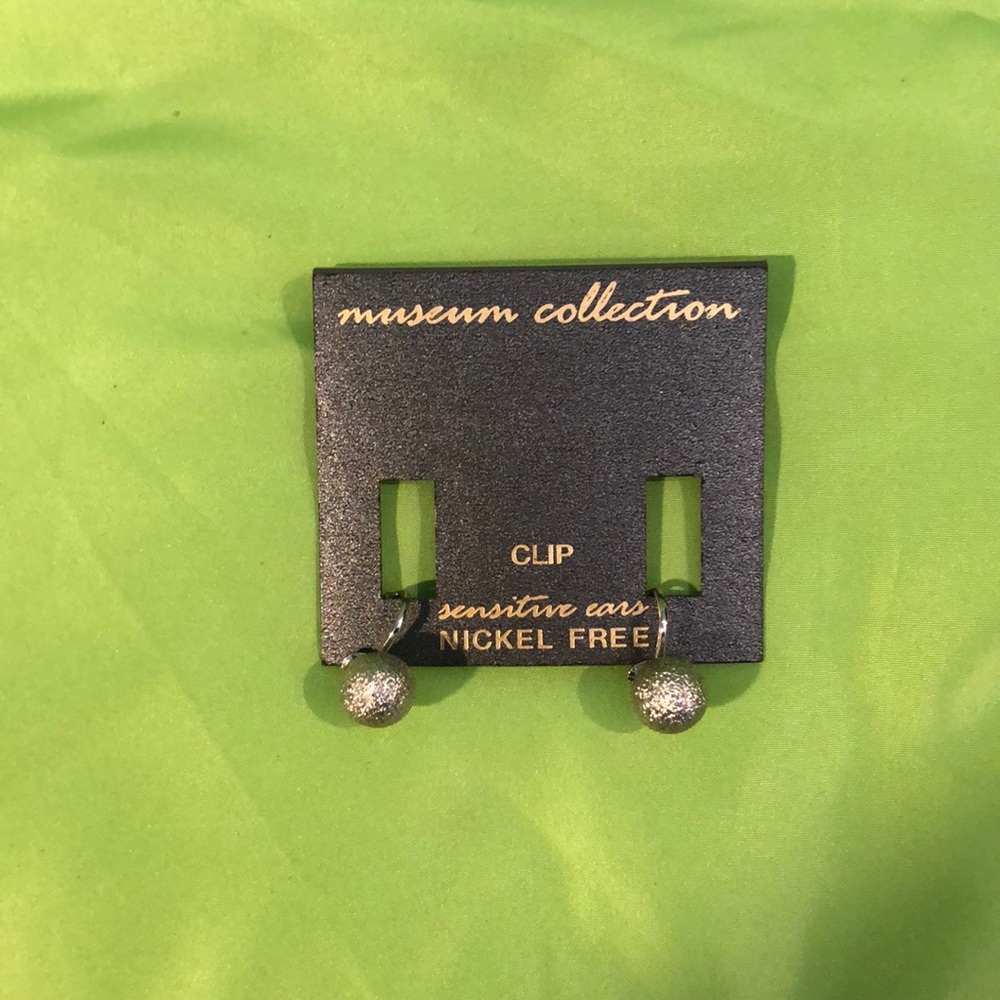 museum collection
CLIP
sensitive ears
NICKEL FREE